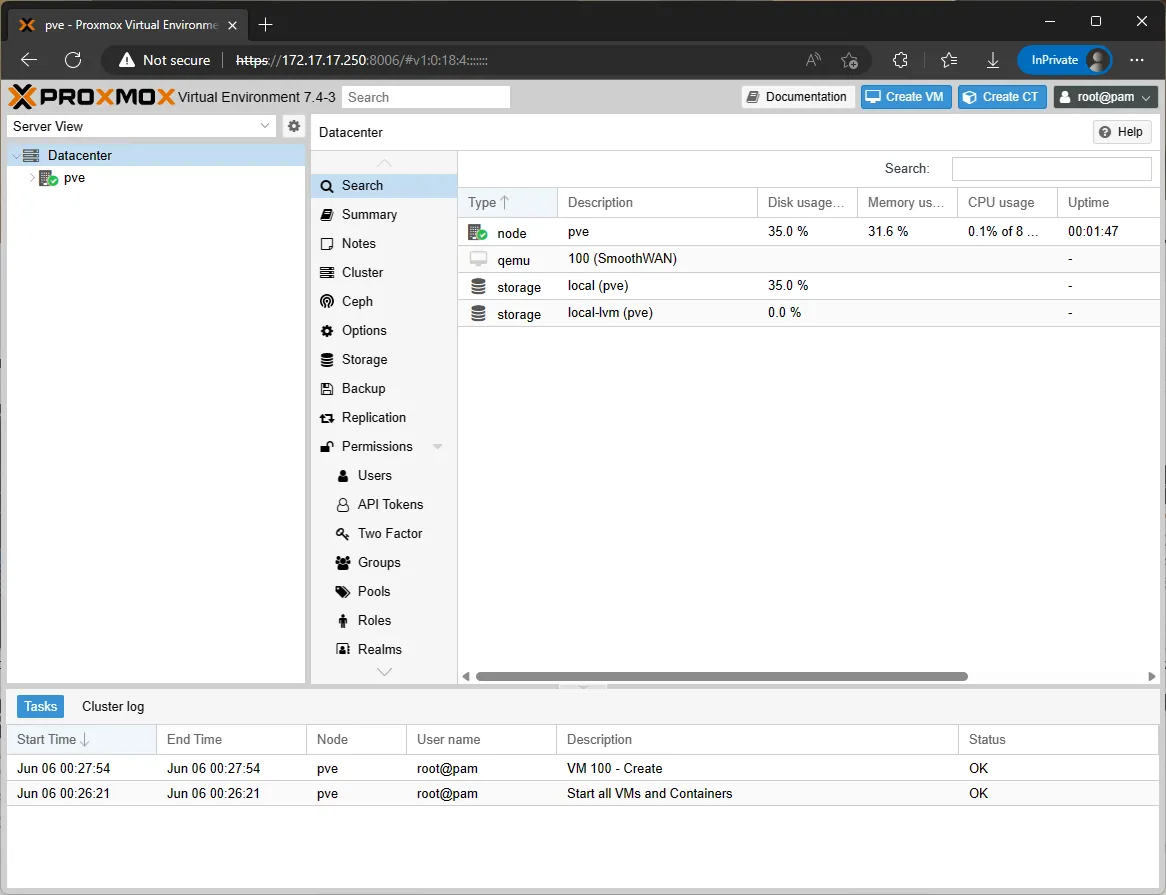 pve - Proxmox Virtual Environme
Not secure https://172.17.17.250:8006/#v1:0:18:4::::::: InPrivate
PROXMOX Virtual Environment 7.4-3 Search Documentation Create VM Create CT root@pam
Server View Datacenter Help
Datacenter
pve
Search
Summary
Notes
Cluster
Ceph
Options
Storage
Backup
Replication
Permissions
Users
API Tokens
Two Factor
Groups
Pools
Roles
Realms
Search:
Type Description Disk usage... Memory us... CPU usage Uptime
node pve 35.0 % 31.6 % 0.1% of 8 ... 00:01:47
qemu 100 (SmoothWAN) -
storage local (pve) 35.0 % -
storage local-lvm (pve) 0.0 % -
Tasks Cluster log
Start Time End Time Node User name Description Status
Jun 06 00:27:54 Jun 06 00:27:54 pve root@pam VM 100 - Create OK
Jun 06 00:26:21 Jun 06 00:26:21 pve root@pam Start all VMs and Containers OK